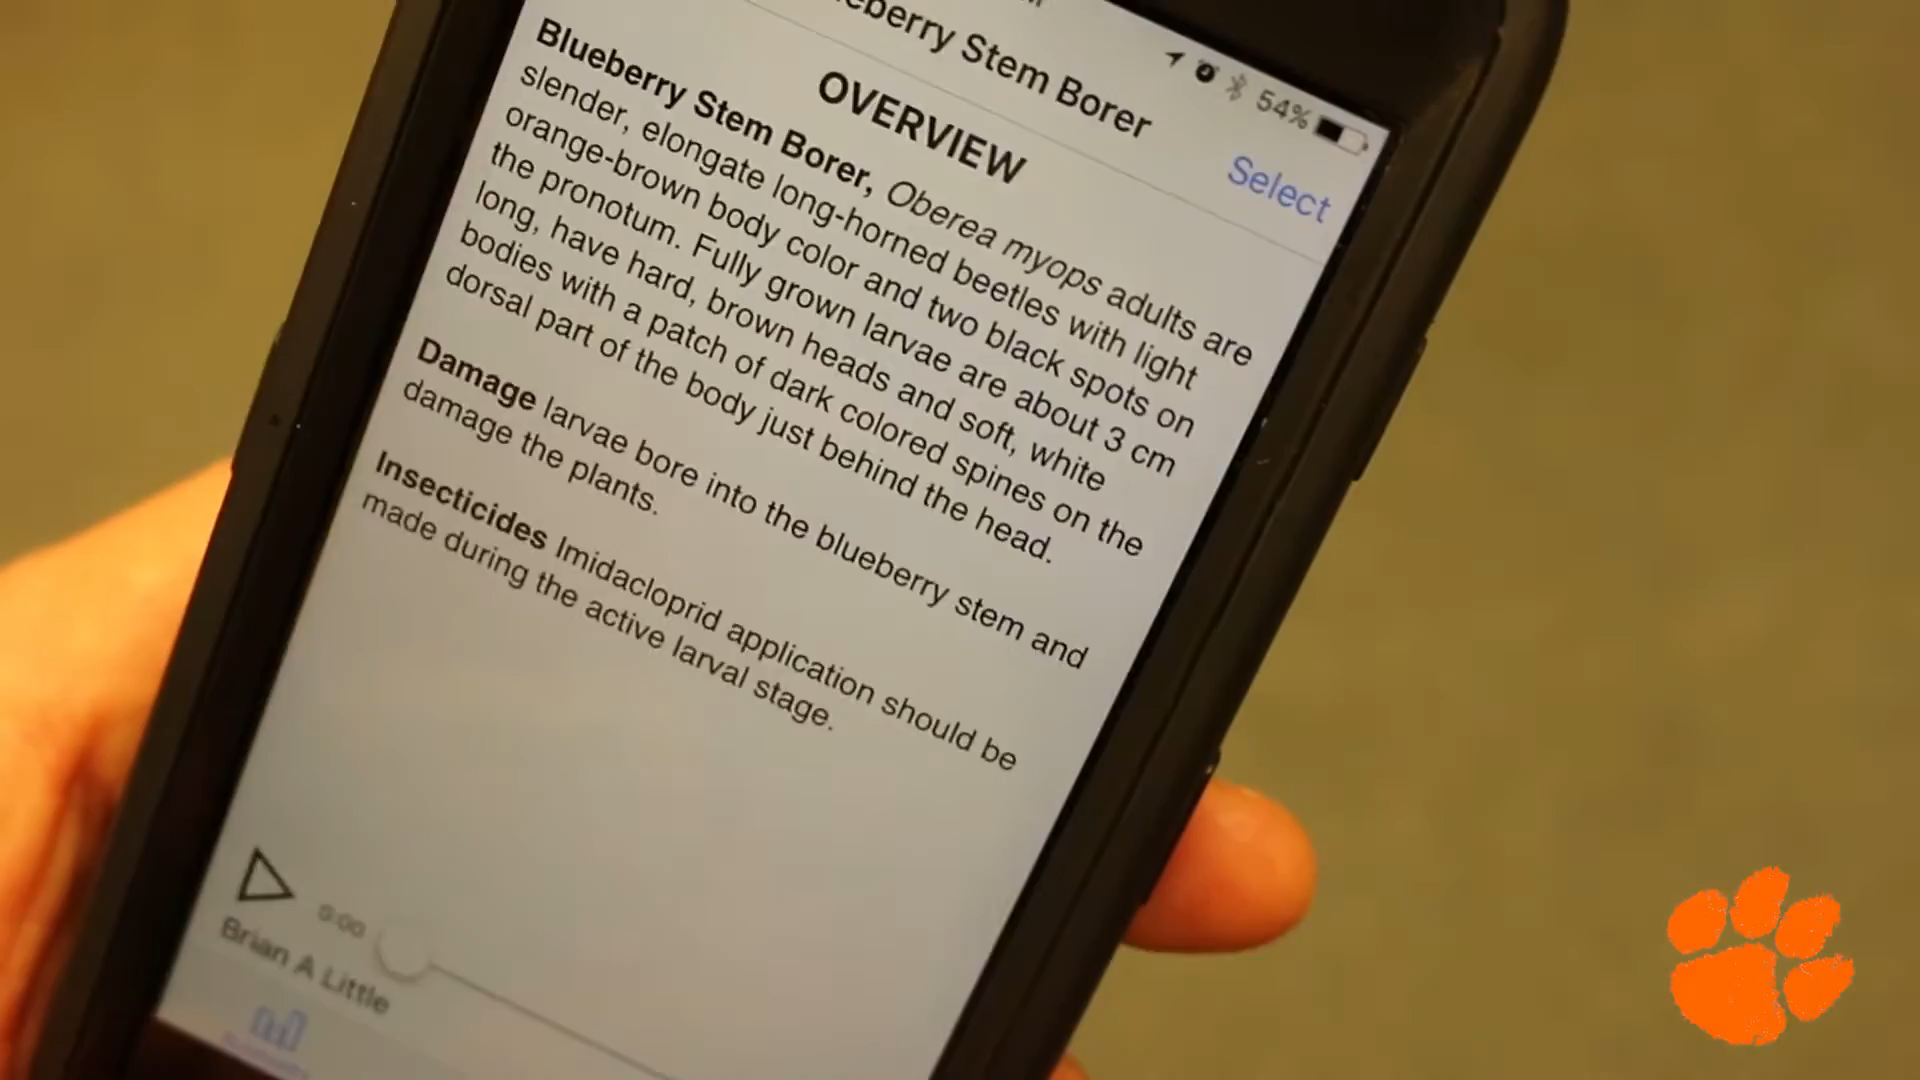 Stem Borer
54%
Select
OVERVIEW
Blueberry Stem Borer, Oberea myops adults are
slender, elongate long-horned beetles with light
orange-brown body color and two black spots on
the pronotum. Fully grown larvae are about 3 cm
long, have hard, brown heads and soft, white
bodies with a patch of dark colored spines on the
dorsal part of the body just behind the head.
Damage larvae bore into the blueberry stem and
damage the plants.
Insecticides Imidacloprid application should be
made during the active larval stage.
0:00
Brian A Little